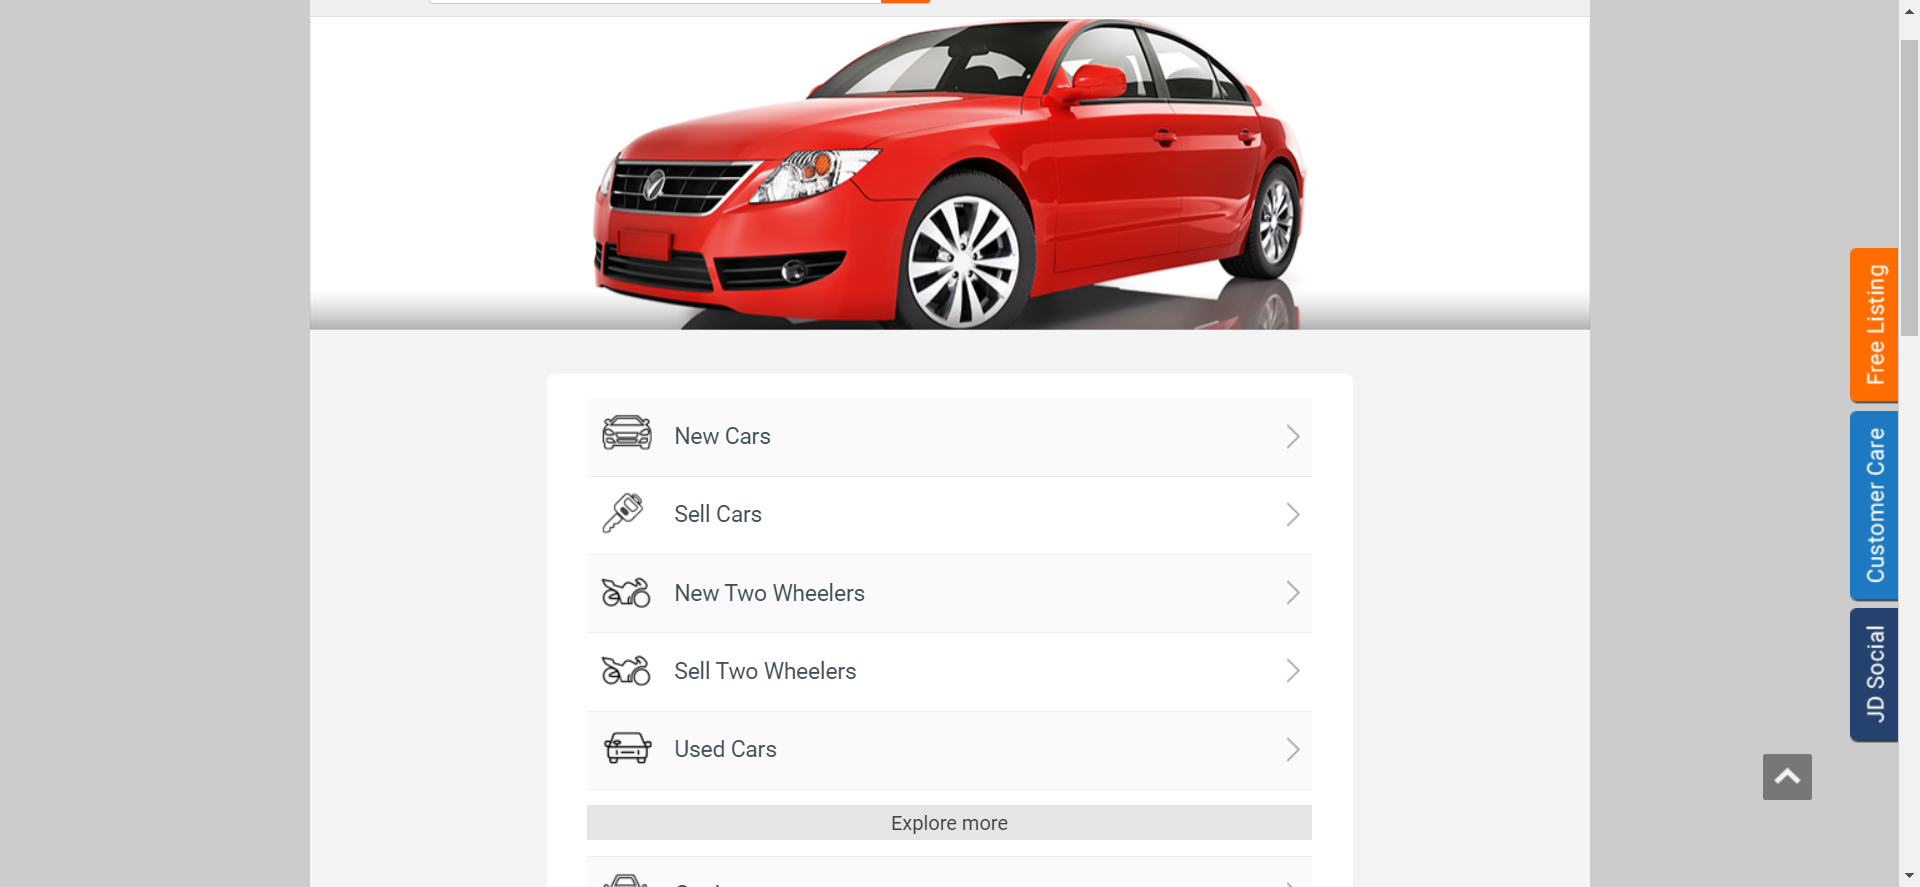 New Cars
Sell Cars
New Two Wheelers
Sell Two Wheelers
Used Cars
Explore more
Free Listing
Customer Care
JD Social